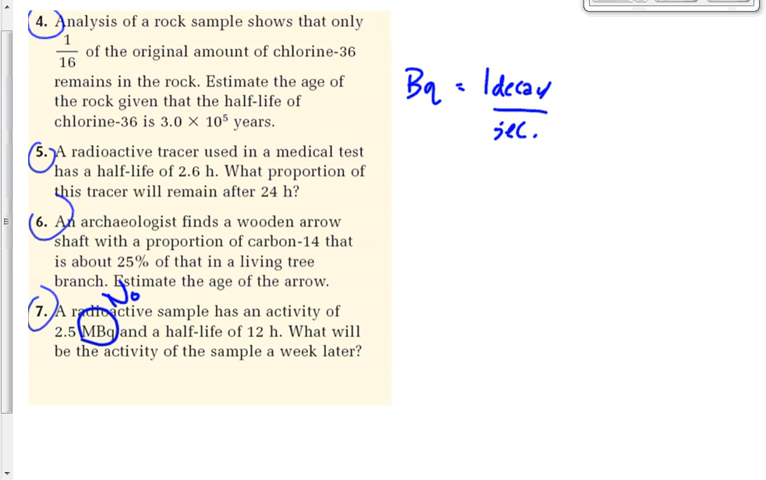 4. Analysis of a rock sample shows that only
1
16
of the original amount of chlorine-36
remains in the rock. Estimate the age of
the rock given that the half-life of
chlorine-36 is 3.0 × 10⁵ years.
5. A radioactive tracer used in a medical test
has a half-life of 2.6 h. What proportion of
this tracer will remain after 24 h?
6. An archaeologist finds a wooden arrow
shaft with a proportion of carbon-14 that
is about 25% of that in a living tree
branch. Estimate the age of the arrow.
No
7. A radioactive sample has an activity of
2.5 MBq and a half-life of 12 h. What will
be the activity of the sample a week later?
Bq = 1 decay
sec.